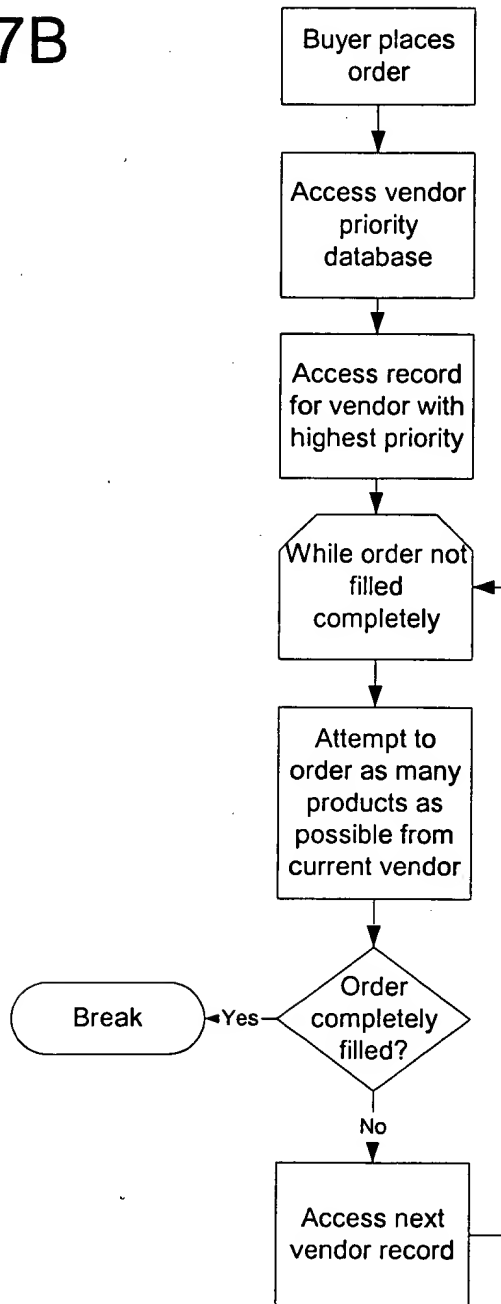 7B
Buyer places
order
Access vendor
priority
database
Access record
for vendor with
highest priority
While order not
filled
completely
Attempt to
order as many
products as
possible from
current vendor
Order
completely
filled?
Yes
Break
No
Access next
vendor record